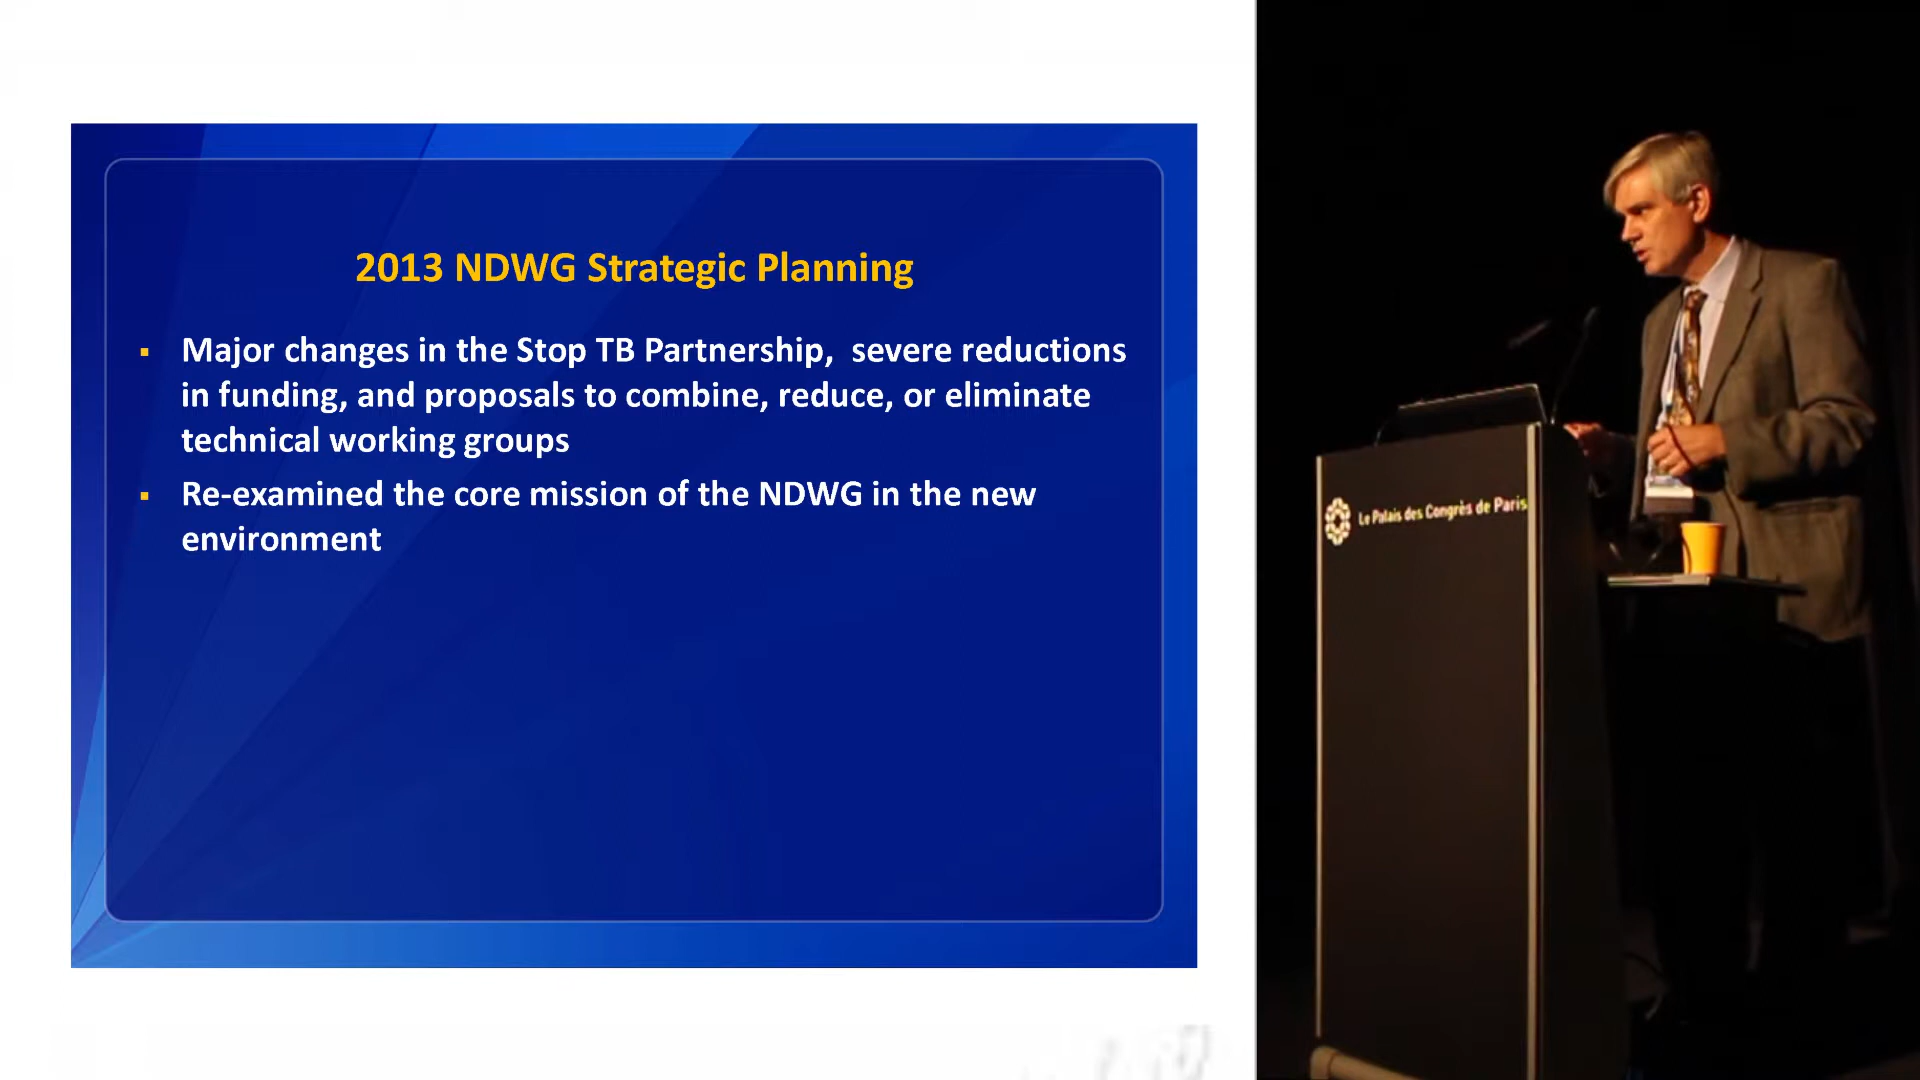 2013 NDWG Strategic Planning
▪ Major changes in the Stop TB Partnership, severe reductions
in funding, and proposals to combine, reduce, or eliminate
technical working groups
▪ Re-examined the core mission of the NDWG in the new
environment
Le Palais des Congrès de Paris